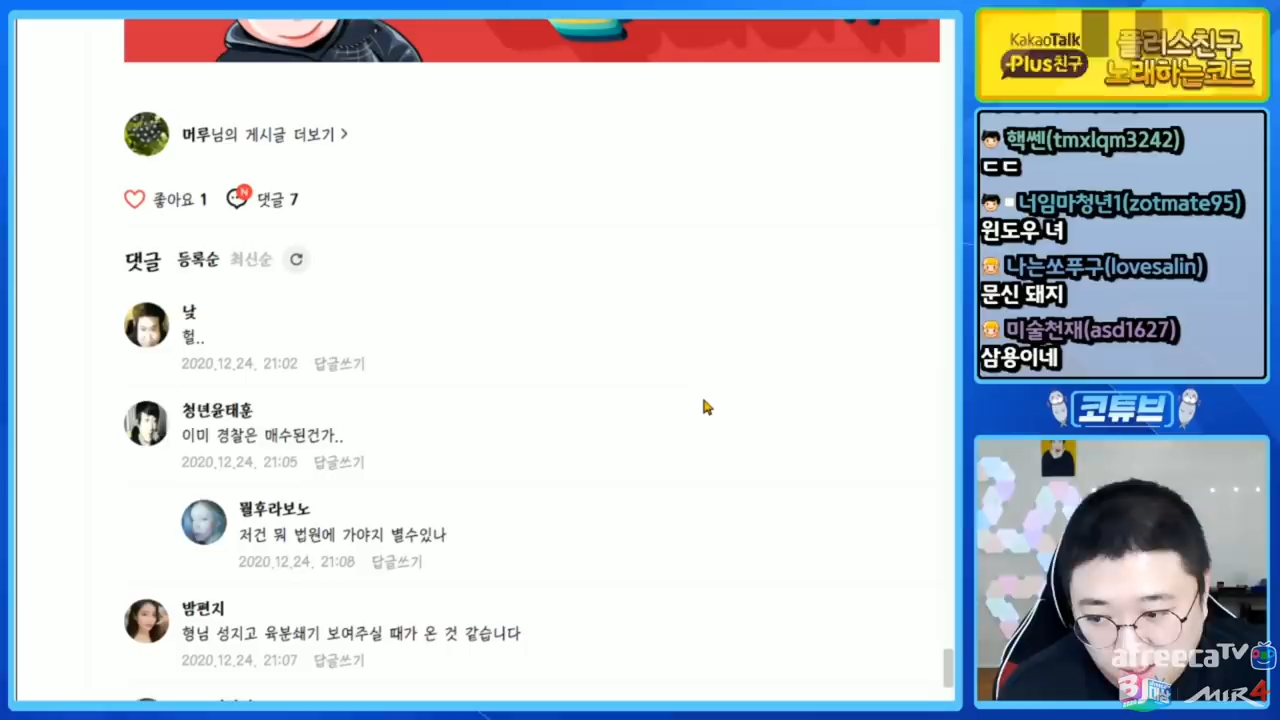 머루님의 게시글 더보기 >
좋아요 1 N 댓글 7
댓글 등록순 최신순
낯
헐..
2020.12.24. 21:02 답글쓰기
청년윤태훈
이미 경찰은 매수된건가..
2020.12.24. 21:05 답글쓰기
뭘후라보노
저건 뭐 법원에 가야지 별수있나
2020.12.24. 21:08 답글쓰기
밤편지
형님 성지고 육분쇄기 보여주실 때가 온 것 같습니다
2020.12.24. 21:07 답글쓰기
KakaoTalk
Plus친구
플러스친구
노래하는코트
핵쎈(tmxlqm3242)
ㄷㄷ
너임마청년1(zotmate95)
윈도우 녀
나는쏘푸구(lovesalin)
문신 돼지
미술천재(asd1627)
삼용이네
코튜브
afreecaTV
BJ
MIR4